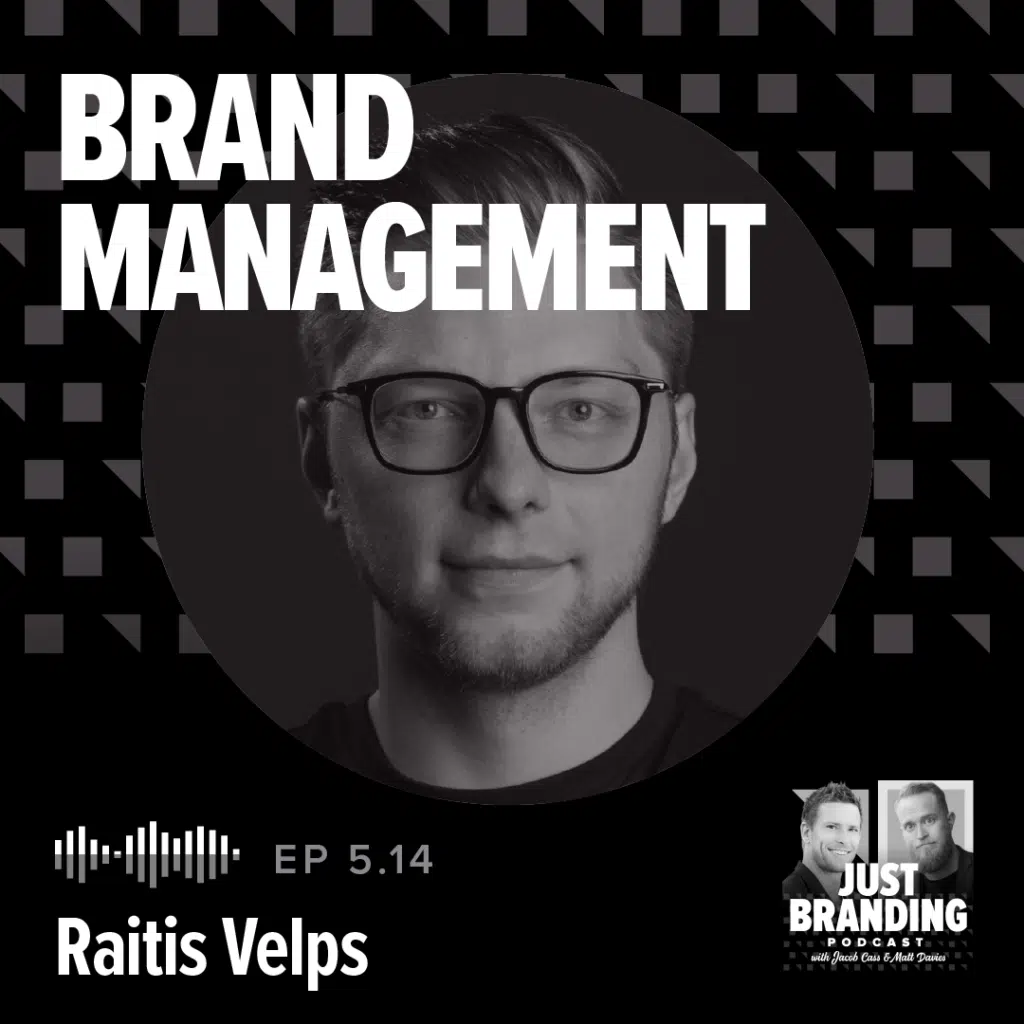 BRAND
MANAGEMENT
EP 5.14
Raitis Velps
JUST
BRANDING
PODCAST
with Jacob Cass & Matt Davies